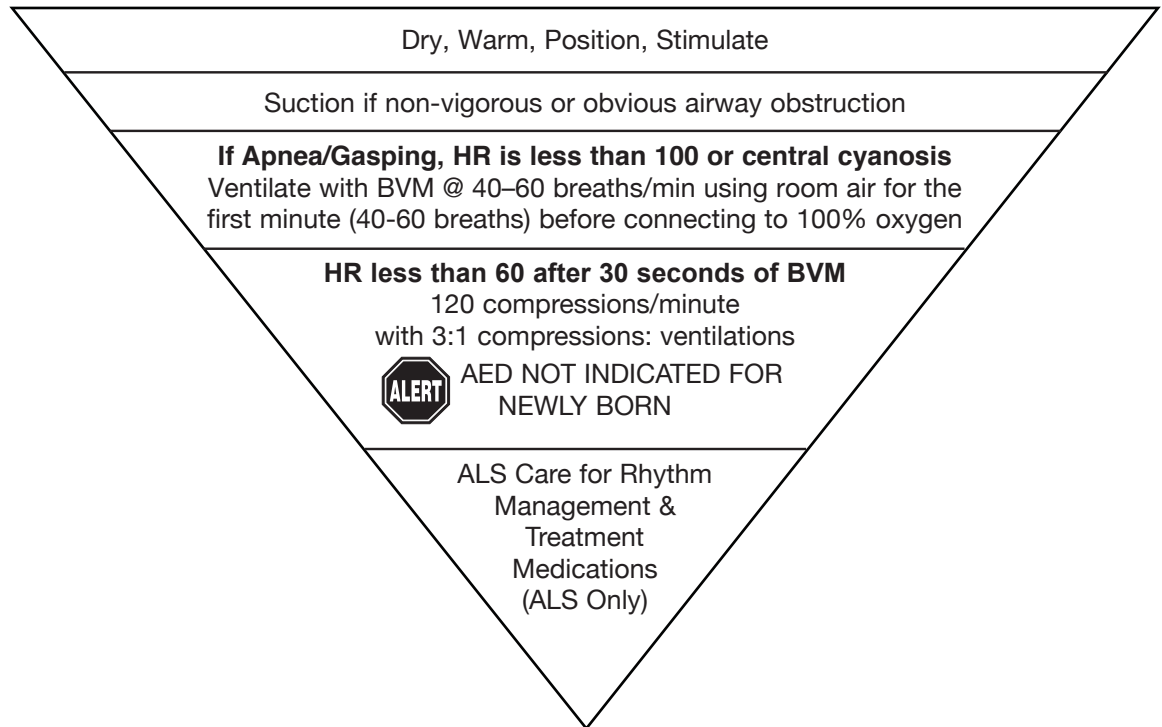 Dry, Warm, Position, Stimulate
Suction if non-vigorous or obvious airway obstruction
If Apnea/Gasping, HR is less than 100 or central cyanosis
Ventilate with BVM @ 40–60 breaths/min using room air for the
first minute (40-60 breaths) before connecting to 100% oxygen
HR less than 60 after 30 seconds of BVM
120 compressions/minute
with 3:1 compressions: ventilations
ALERT AED NOT INDICATED FOR
NEWLY BORN
ALS Care for Rhythm
Management &
Treatment
Medications
(ALS Only)